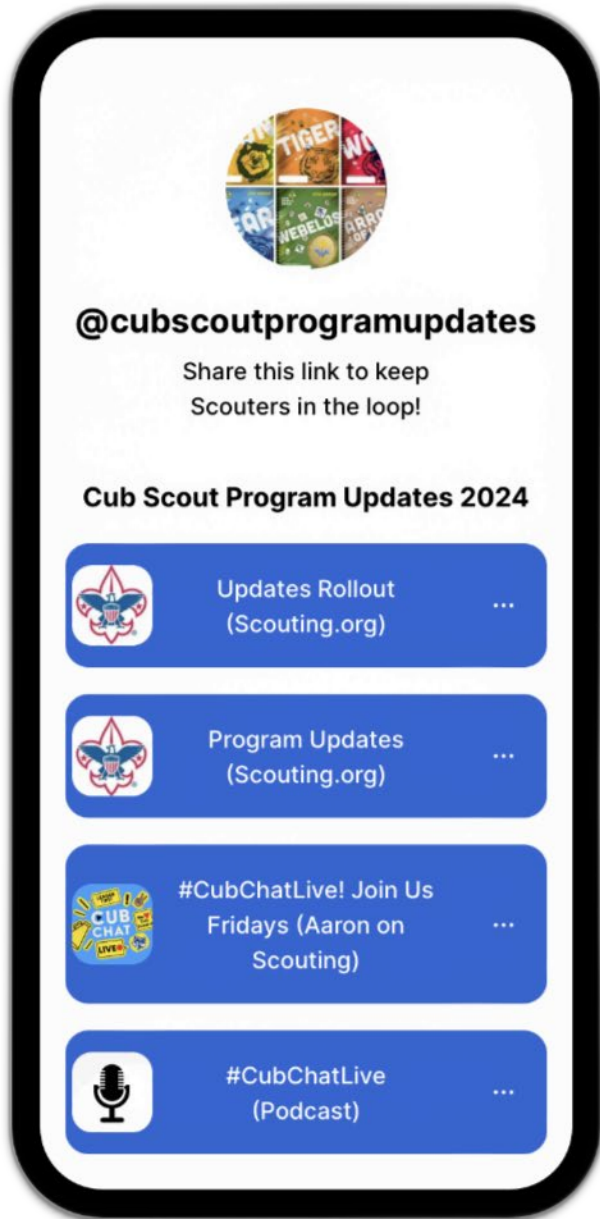 TIGER
WEBELOS
@cubscoutprogramupdates
Share this link to keep
Scouters in the loop!
Cub Scout Program Updates 2024
Updates Rollout
(Scouting.org)
...
Program Updates
(Scouting.org)
...
CUB
CHAT
LIVE
#CubChatLive! Join Us
Fridays (Aaron on
Scouting)
...
#CubChatLive
(Podcast)
...